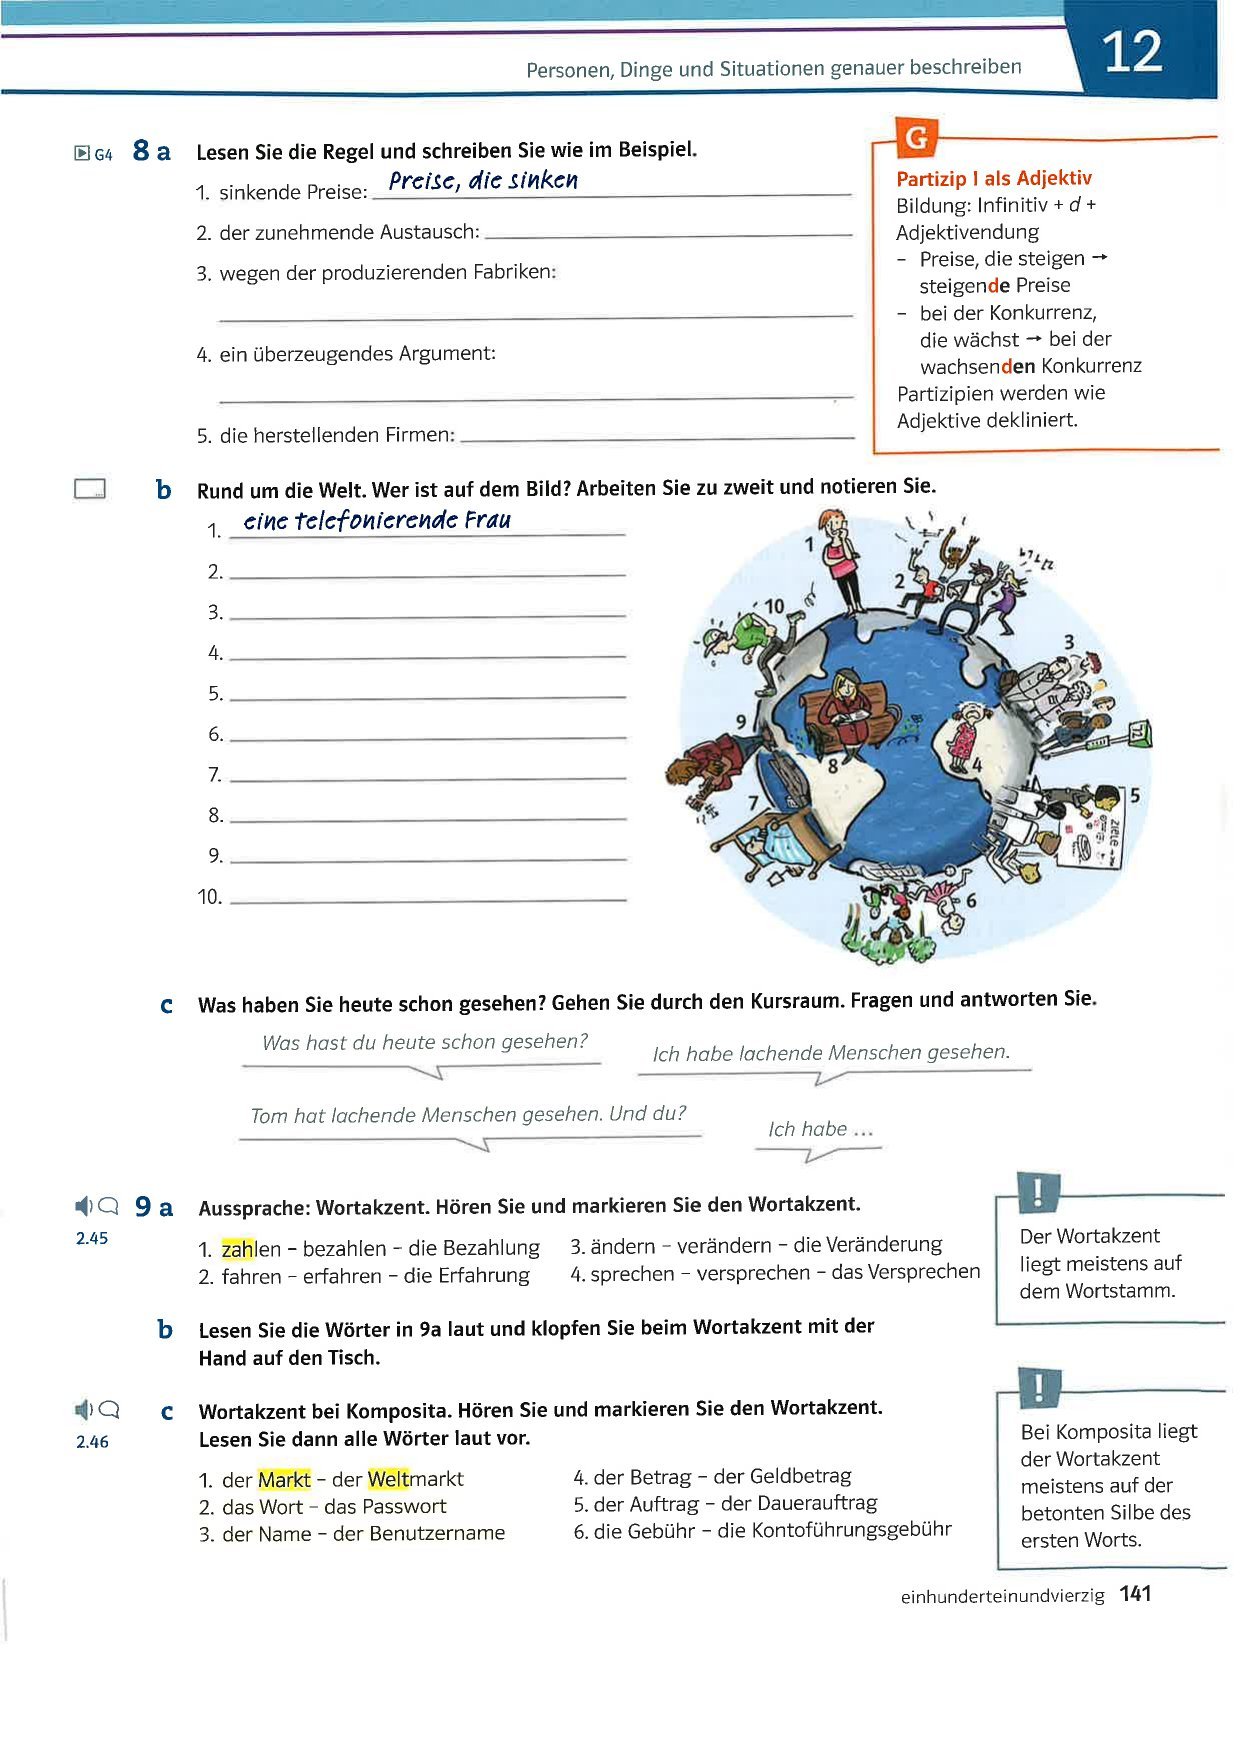 12
Personen, Dinge und Situationen genauer beschreiben
G4 8 a Lesen Sie die Regel und schreiben Sie wie im Beispiel.
1. sinkende Preise: Preise, die sinken
2. der zunehmende Austausch:
3. wegen der produzierenden Fabriken:
4. ein überzeugendes Argument:
5. die herstellenden Firmen:
G
Partizip I als Adjektiv
Bildung: Infinitiv + d +
Adjektivendung
- Preise, die steigen →
steigende Preise
- bei der Konkurrenz,
die wächst → bei der
wachsenden Konkurrenz
Partizipien werden wie
Adjektive dekliniert.
b Rund um die Welt. Wer ist auf dem Bild? Arbeiten Sie zu zweit und notieren Sie.
1. eine telefonierende Frau
2.
3.
4.
5.
6.
7.
8.
9.
10.
1
2
10
3
9
8
4
7
5
72
ZIELE
6
c Was haben Sie heute schon gesehen? Gehen Sie durch den Kursraum. Fragen und antworten Sie.
Was hast du heute schon gesehen?
Ich habe lachende Menschen gesehen.
Tom hat lachende Menschen gesehen. Und du?
Ich habe ...
9 a Aussprache: Wortakzent. Hören Sie und markieren Sie den Wortakzent.
2.45
1. zahlen – bezahlen – die Bezahlung 3. ändern – verändern – die Veränderung
2. fahren – erfahren – die Erfahrung 4. sprechen – versprechen – das Versprechen
!
Der Wortakzent
liegt meistens auf
dem Wortstamm.
b Lesen Sie die Wörter in 9a laut und klopfen Sie beim Wortakzent mit der
Hand auf den Tisch.
c Wortakzent bei Komposita. Hören Sie und markieren Sie den Wortakzent.
2.46 Lesen Sie dann alle Wörter laut vor.
1. der Markt – der Weltmarkt 4. der Betrag – der Geldbetrag
2. das Wort – das Passwort 5. der Auftrag – der Dauerauftrag
3. der Name – der Benutzername 6. die Gebühr – die Kontoführungsgebühr
!
Bei Komposita liegt
der Wortakzent
meistens auf der
betonten Silbe des
ersten Worts.
einhunderteinundvierzig 141